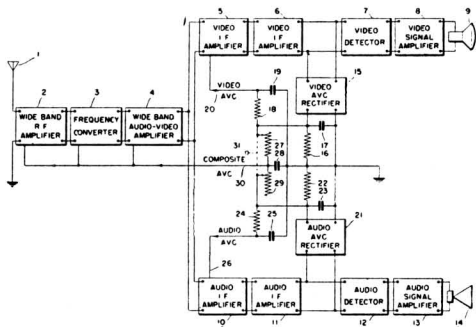 5
6
7
8
9
VIDEO
I F
AMPLIFIER
VIDEO
I F
AMPLIFIER
VIDEO
DETECTOR
VIDEO SIGNAL
AMPLIFIER
1
2
3
4
WIDE BAND
R F
AMPLIFIER
FREQUENCY
CONVERTER
WIDE BAND
AUDIO-VIDEO
AMPLIFIER
VIDEO
AVC
20
19
18
15
VIDEO
AVC
RECTIFIER
17
16
31
27
28
COMPOSITE
AVC
30
29
22
23
24
25
AUDIO
AVC
26
21
AUDIO
AVC
RECTIFIER
AUDIO
I F
AMPLIFIER
AUDIO
I F
AMPLIFIER
AUDIO
DETECTOR
AUDIO
SIGNAL
AMPLIFIER
10
11
12
13
14